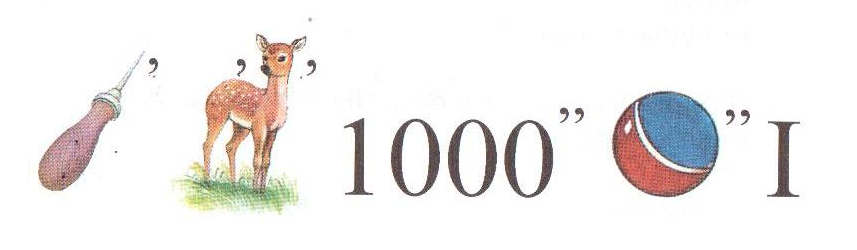 ’ ’ ’ 1000” ” I